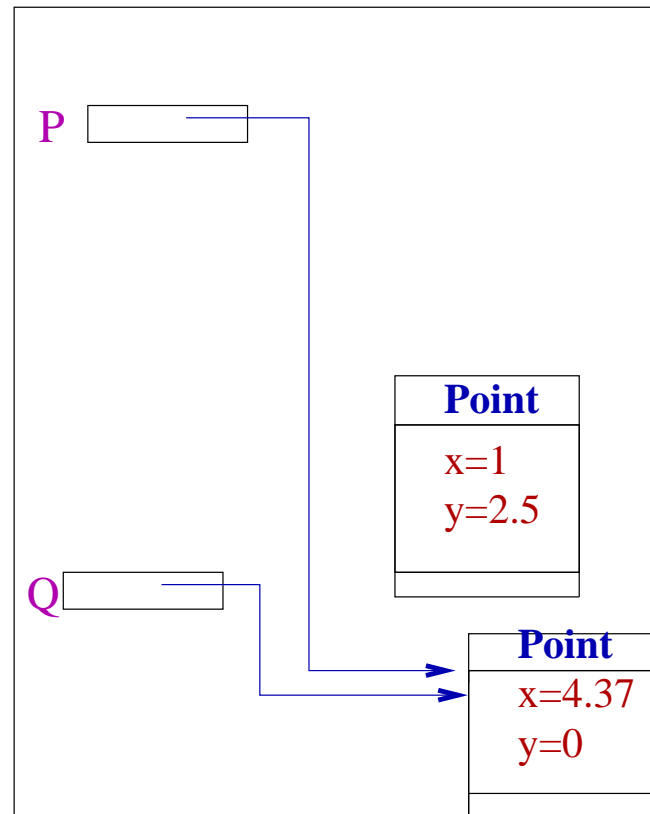 P
Point
x=1
y=2.5
Q
Point
x=4.37
y=0